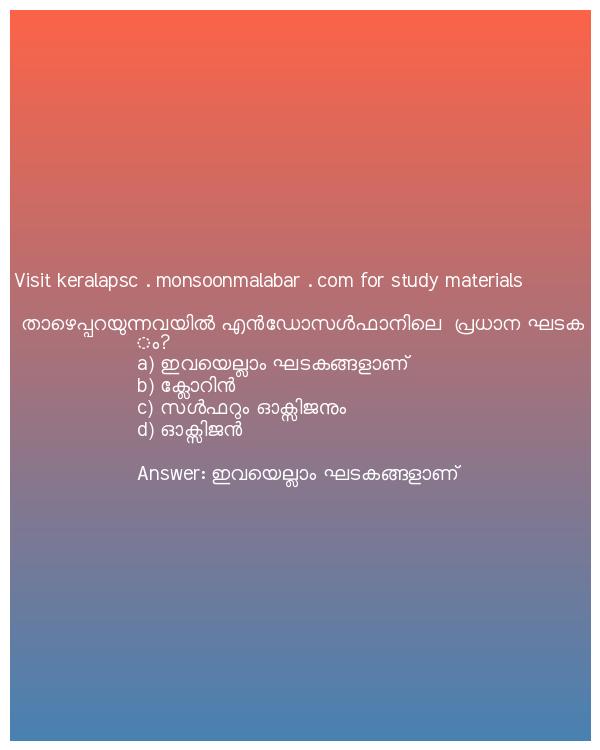 Visit keralapsc . monsoonmalabar . com for study materials
താഴെപ്പറയുന്നവയിൽ എൻഡോസൾഫാനിലെ പ്രധാന ഘടക
ം?
a) ഇവയെല്ലാം ഘടകങ്ങളാണ്
b) ക്ലോറിൻ
c) സൾഫറും ഓക്സിജനും
d) ഓക്സിജൻ
Answer: ഇവയെല്ലാം ഘടകങ്ങളാണ്